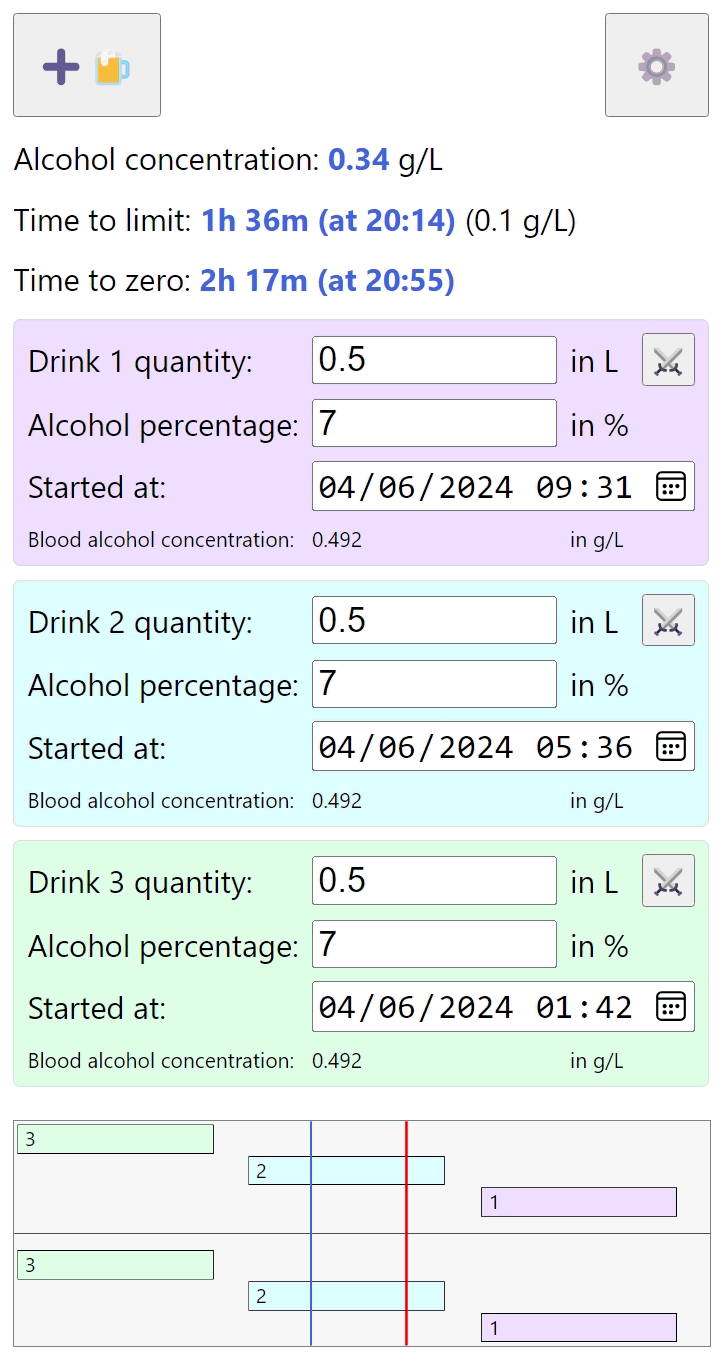 Alcohol concentration: 0.34 g/L
Time to limit: 1h 36m (at 20:14) (0.1 g/L)
Time to zero: 2h 17m (at 20:55)
Drink 1 quantity: 0.5 in L
Alcohol percentage: 7 in %
Started at: 04/06/2024 09:31
Blood alcohol concentration: 0.492 in g/L
Drink 2 quantity: 0.5 in L
Alcohol percentage: 7 in %
Started at: 04/06/2024 05:36
Blood alcohol concentration: 0.492 in g/L
Drink 3 quantity: 0.5 in L
Alcohol percentage: 7 in %
Started at: 04/06/2024 01:42
Blood alcohol concentration: 0.492 in g/L
3
2
1
3
2
1